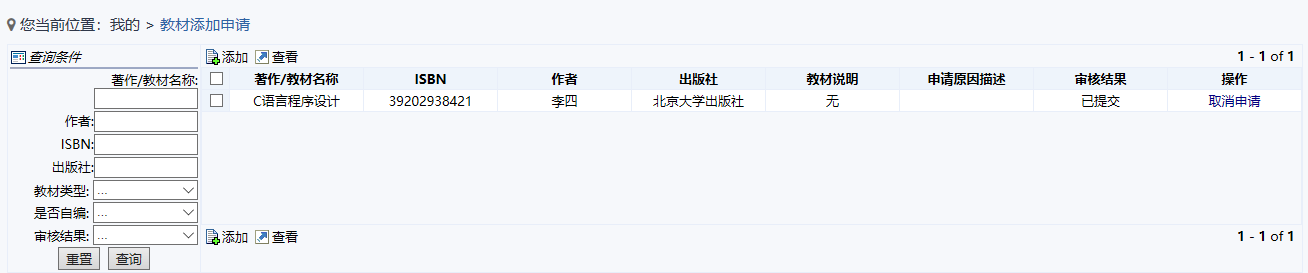 您当前位置：我的 > 教材添加申请
查询条件
著作/教材名称:
作者:
ISBN:
出版社:
教材类型: ...
是否自编: ...
审核结果: ...
重置 查询
添加 查看 1 - 1 of 1
著作/教材名称 ISBN 作者 出版社 教材说明 申请原因描述 审核结果 操作
C语言程序设计 39202938421 李四 北京大学出版社 无 已提交 取消申请
添加 查看 1 - 1 of 1